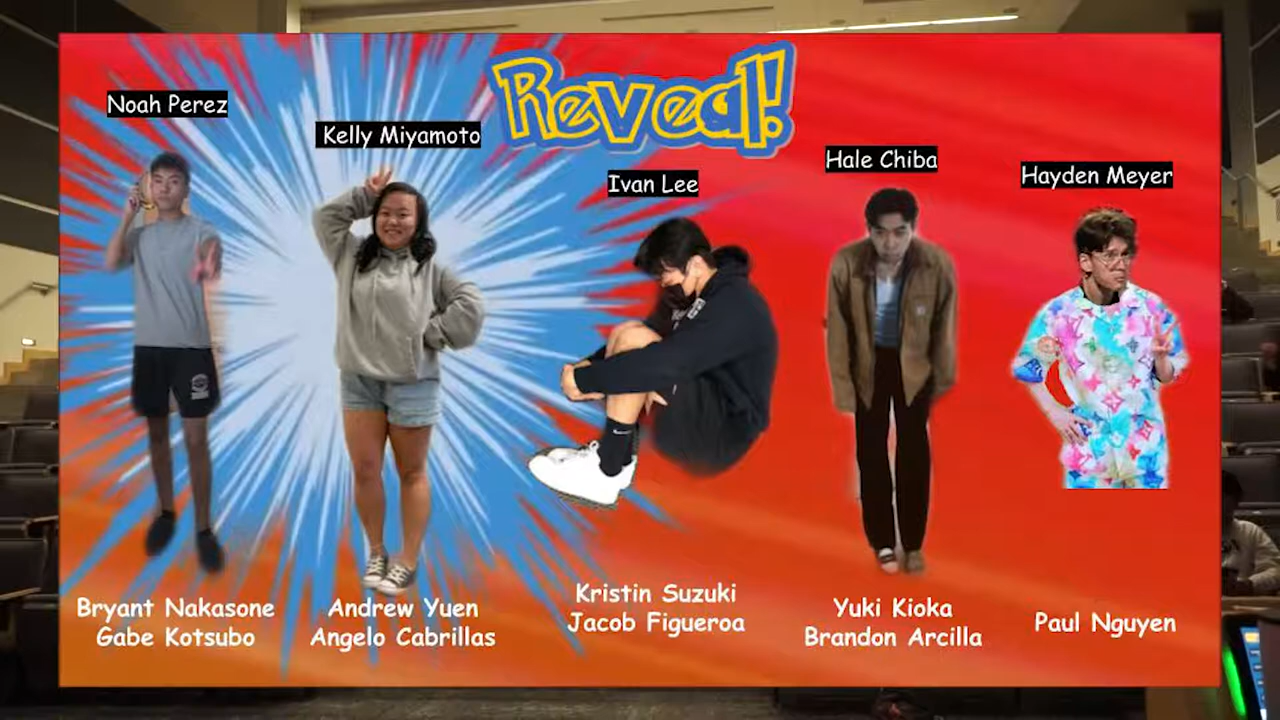 Reveal!
Noah Perez
Kelly Miyamoto
Ivan Lee
Hale Chiba
Hayden Meyer
Bryant Nakasone
Gabe Kotsubo
Andrew Yuen
Angelo Cabrillas
Kristin Suzuki
Jacob Figueroa
Yuki Kioka
Brandon Arcilla
Paul Nguyen